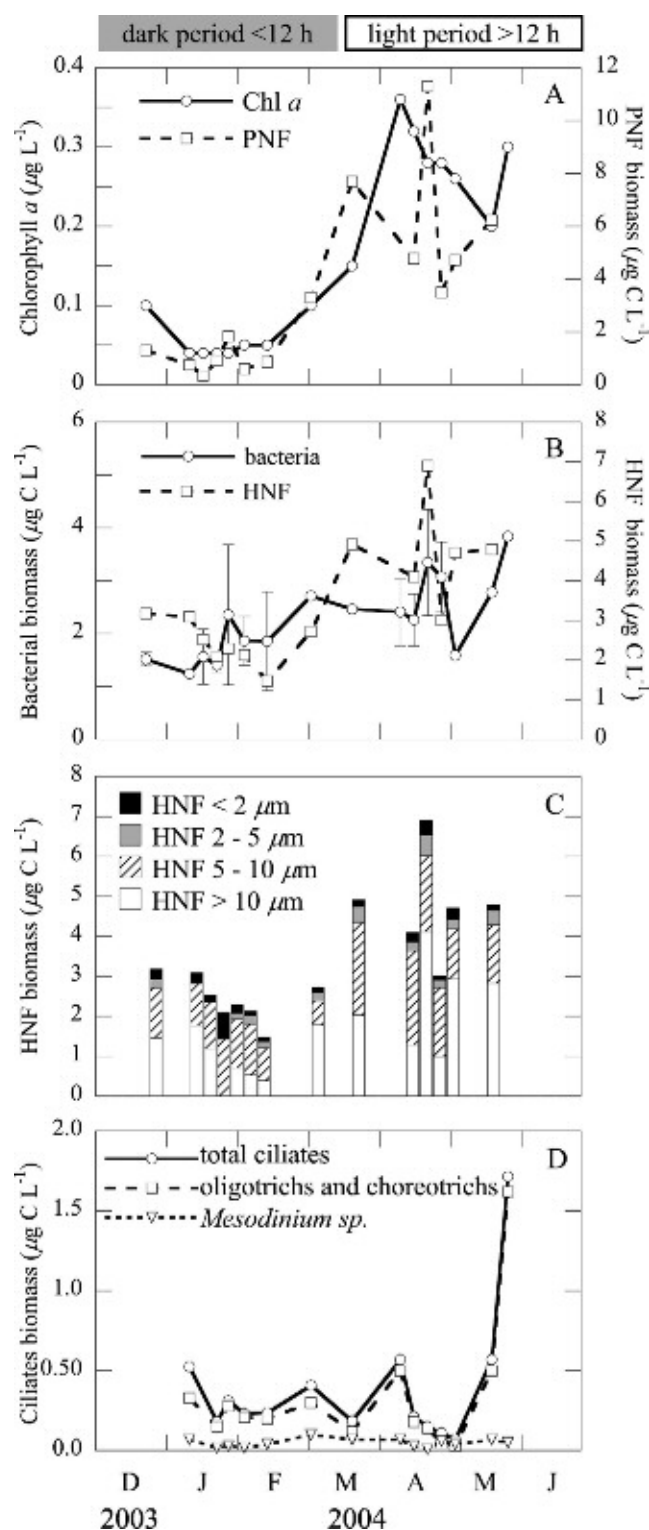 dark period <12 h
light period >12 h
0.4
0.3
0.2
0.1
0
Chlorophyll a (μg L⁻¹)
Chl a
PNF
A
12
10
8
6
4
2
0
PNF biomass (μg C L⁻¹)
6
4
2
0
Bacterial biomass (μg C L⁻¹)
bacteria
HNF
B
8
7
6
5
4
3
2
1
0
HNF biomass (μg C L⁻¹)
8
7
6
5
4
3
2
1
0
HNF biomass (μg C L⁻¹)
HNF < 2 μm
HNF 2 - 5 μm
HNF 5 - 10 μm
HNF > 10 μm
C
2.0
1.5
1.0
0.50
0.0
Ciliates biomass (μg C L⁻¹)
total ciliates
oligotrichs and choreotrichs
Mesodinium sp.
D
D J F M A M J
2003 2004